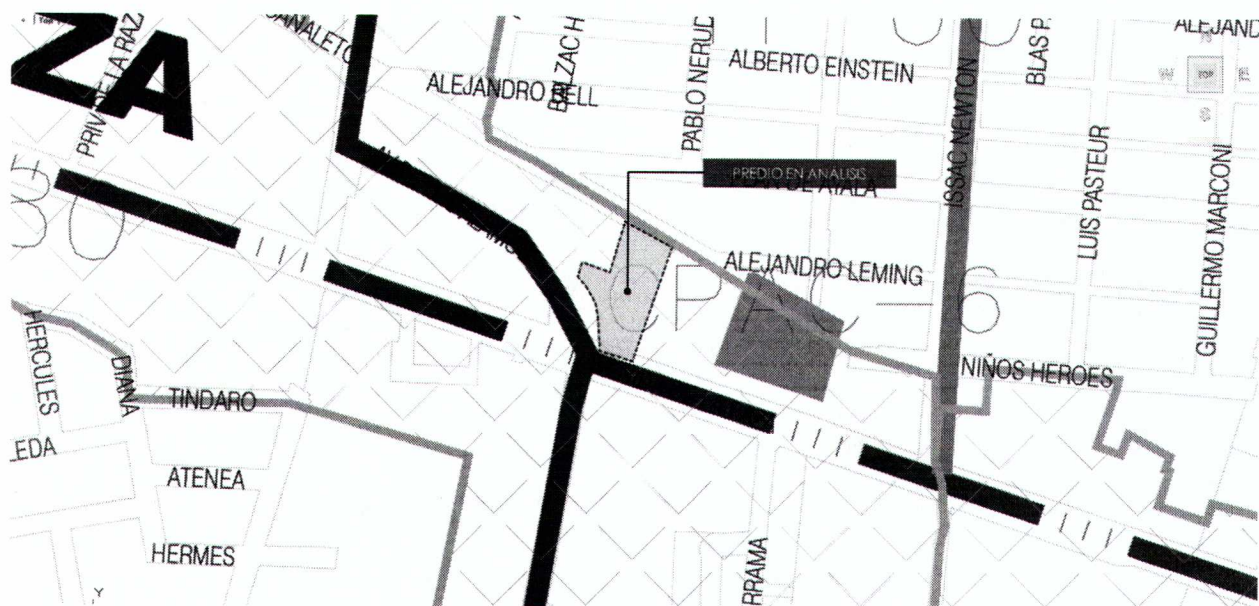 ZA
PRIV DE LA RAZ
CANALETO
ALEJANDRO BELL
BALZAC H
PABLO NERUD
ALBERTO EINSTEIN
ISSAC NEWTON
BLAS P
ALEJAND
TOP
PREDIO EN ANALISIS
LUIS PASTEUR
GUILLERMO MARCONI
ALEJANDRO LEMING
NIÑOS HEROES
HERCULES
DIANA
TINDARO
LEDA
ATENEA
HERMES
RRAMA
Y